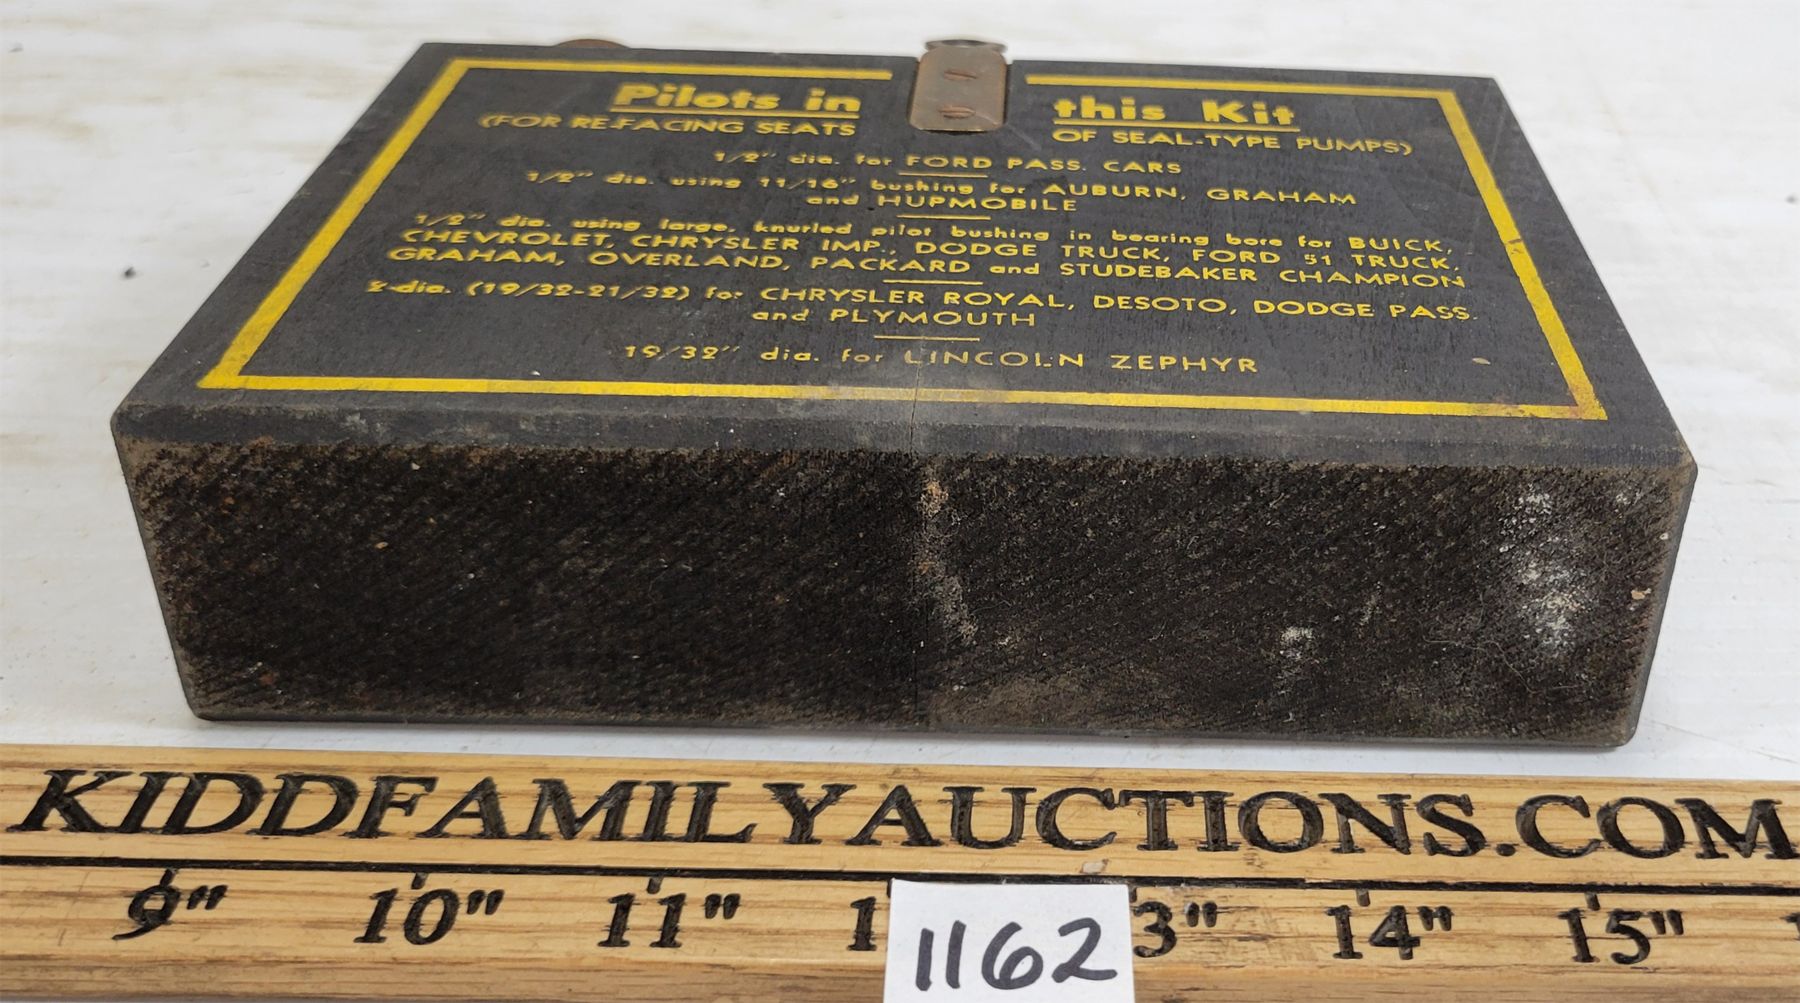 Pilots in this Kit
(FOR RE-FACING SEATS OF SEAL-TYPE PUMPS)
1/2" dia. for FORD PASS. CARS
1/2" dia. using 11/16" bushing for AUBURN, GRAHAM
and HUPMOBILE
1/2" dia. using large, knurled pilot bushing in bearing bore for BUICK,
CHEVROLET, CHRYSLER IMP., DODGE TRUCK, FORD 51 TRUCK,
GRAHAM, OVERLAND, PACKARD and STUDEBAKER CHAMPION
2-dia. (19/32-21/32) for CHRYSLER ROYAL, DESOTO, DODGE PASS.
and PLYMOUTH
19/32" dia. for LINCOLN ZEPHYR
KIDDFAMILYAUCTIONS.COM
9" 10" 11" 1 3" 14" 15"
1162